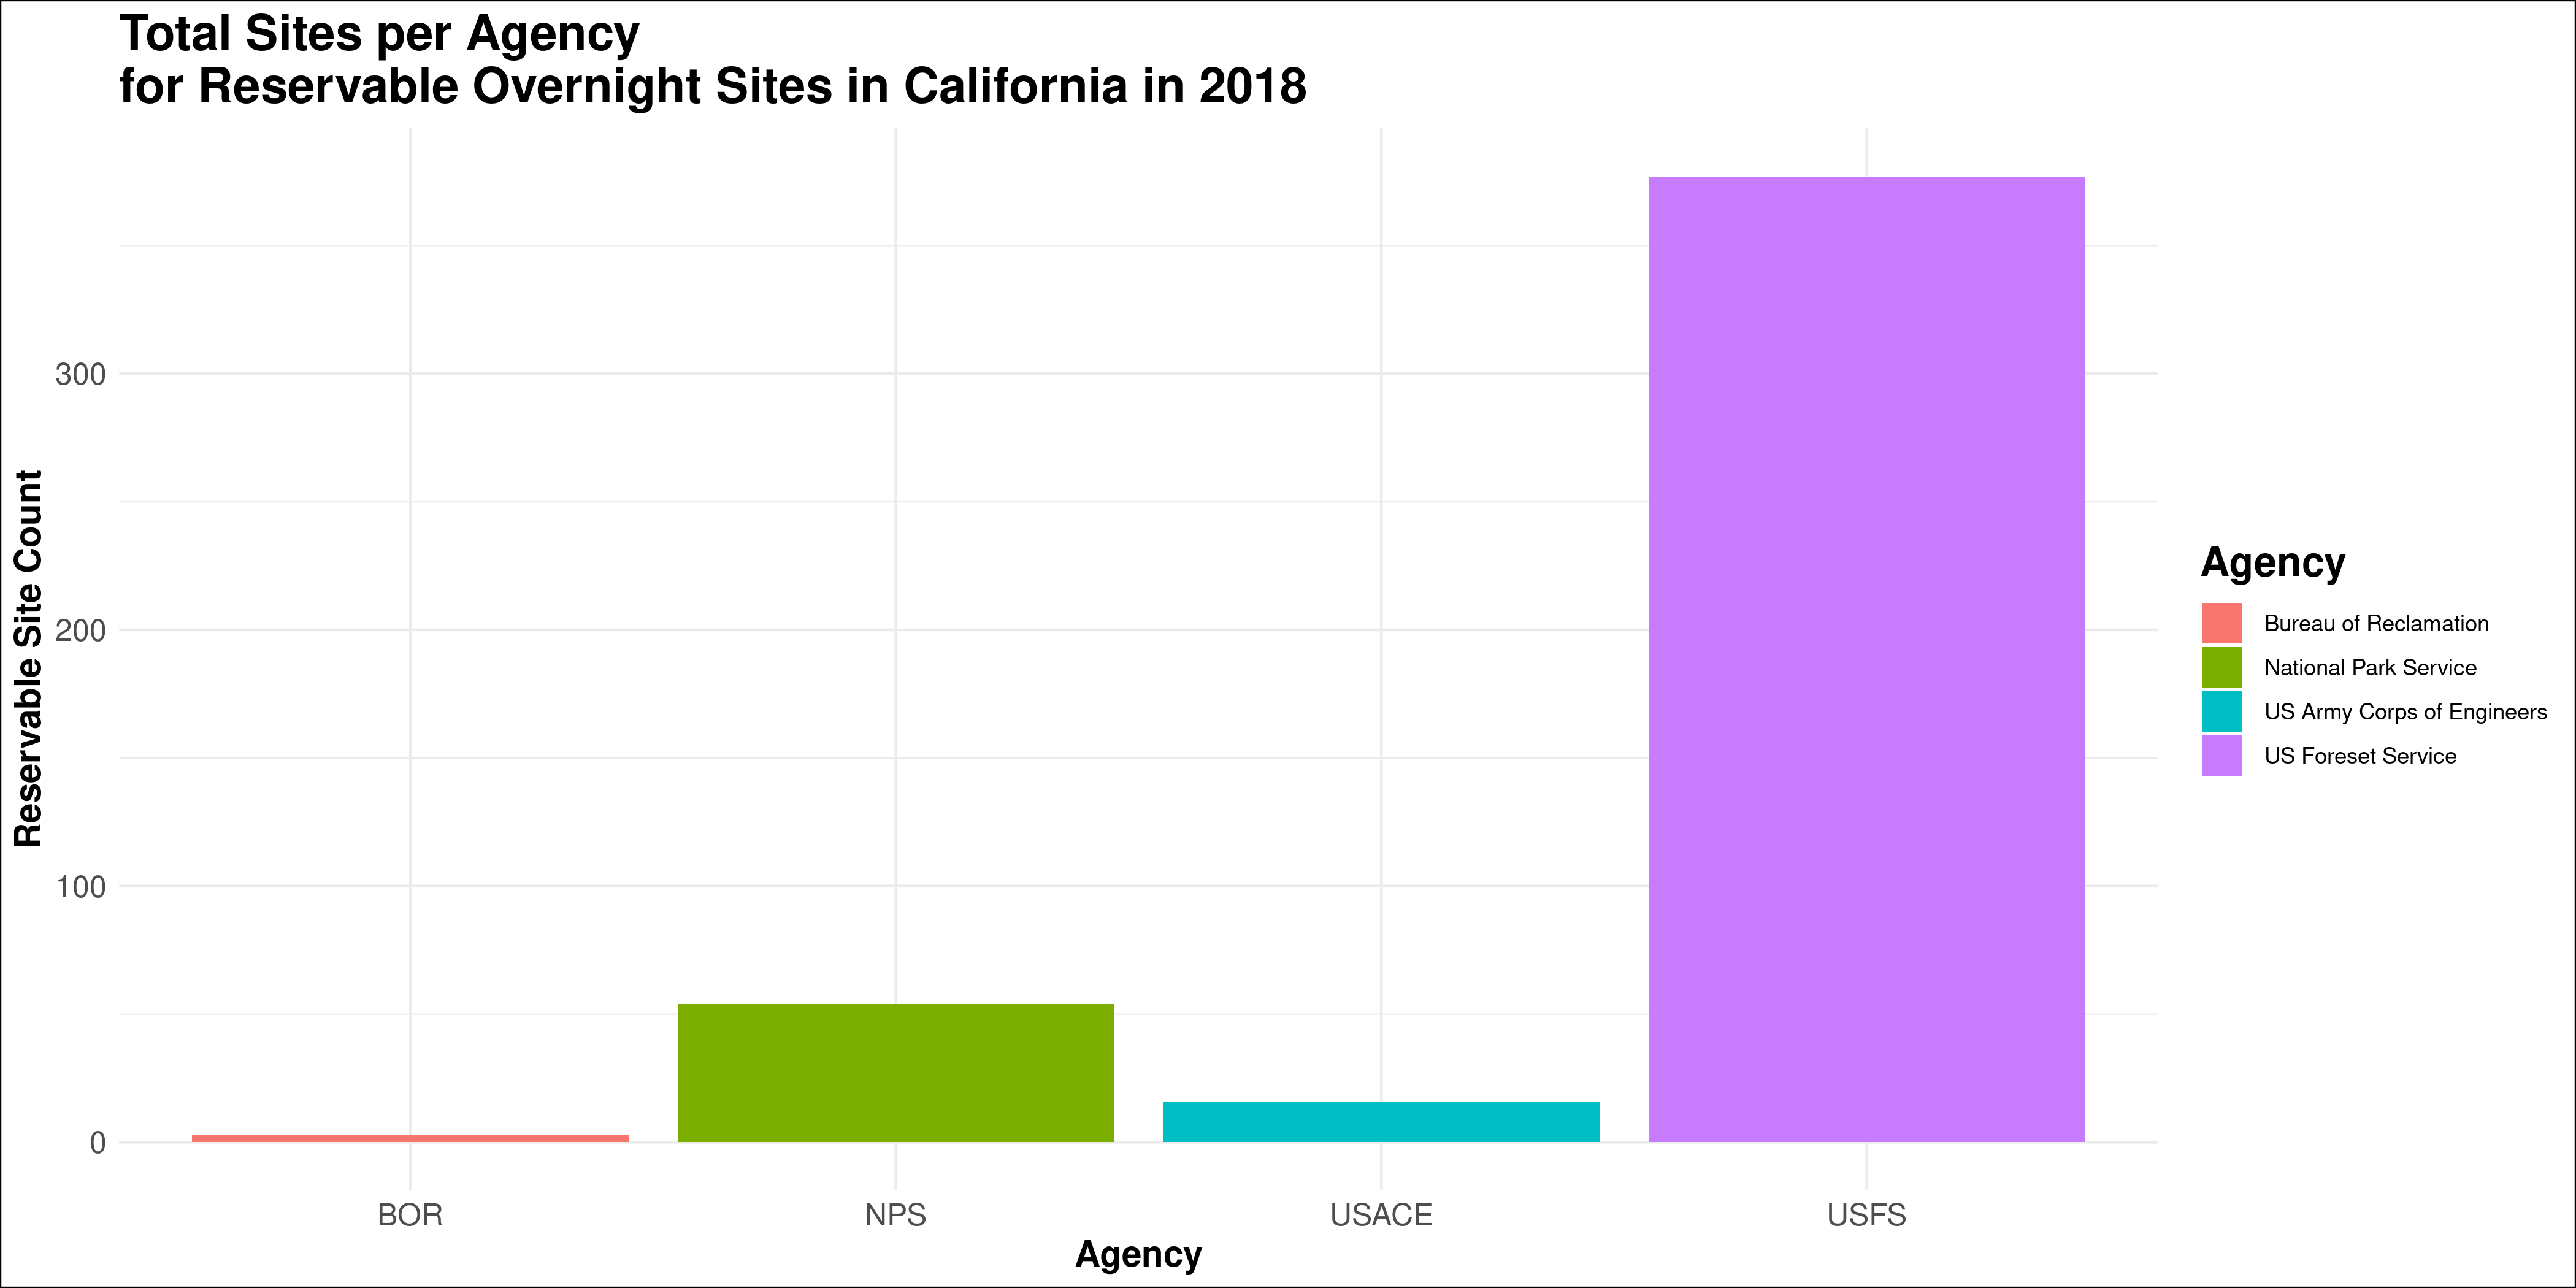 Total Sites per Agency
for Reservable Overnight Sites in California in 2018
Reservable Site Count
300
200
100
0
BOR
NPS
USACE
USFS
Agency
Agency
Bureau of Reclamation
National Park Service
US Army Corps of Engineers
US Foreset Service